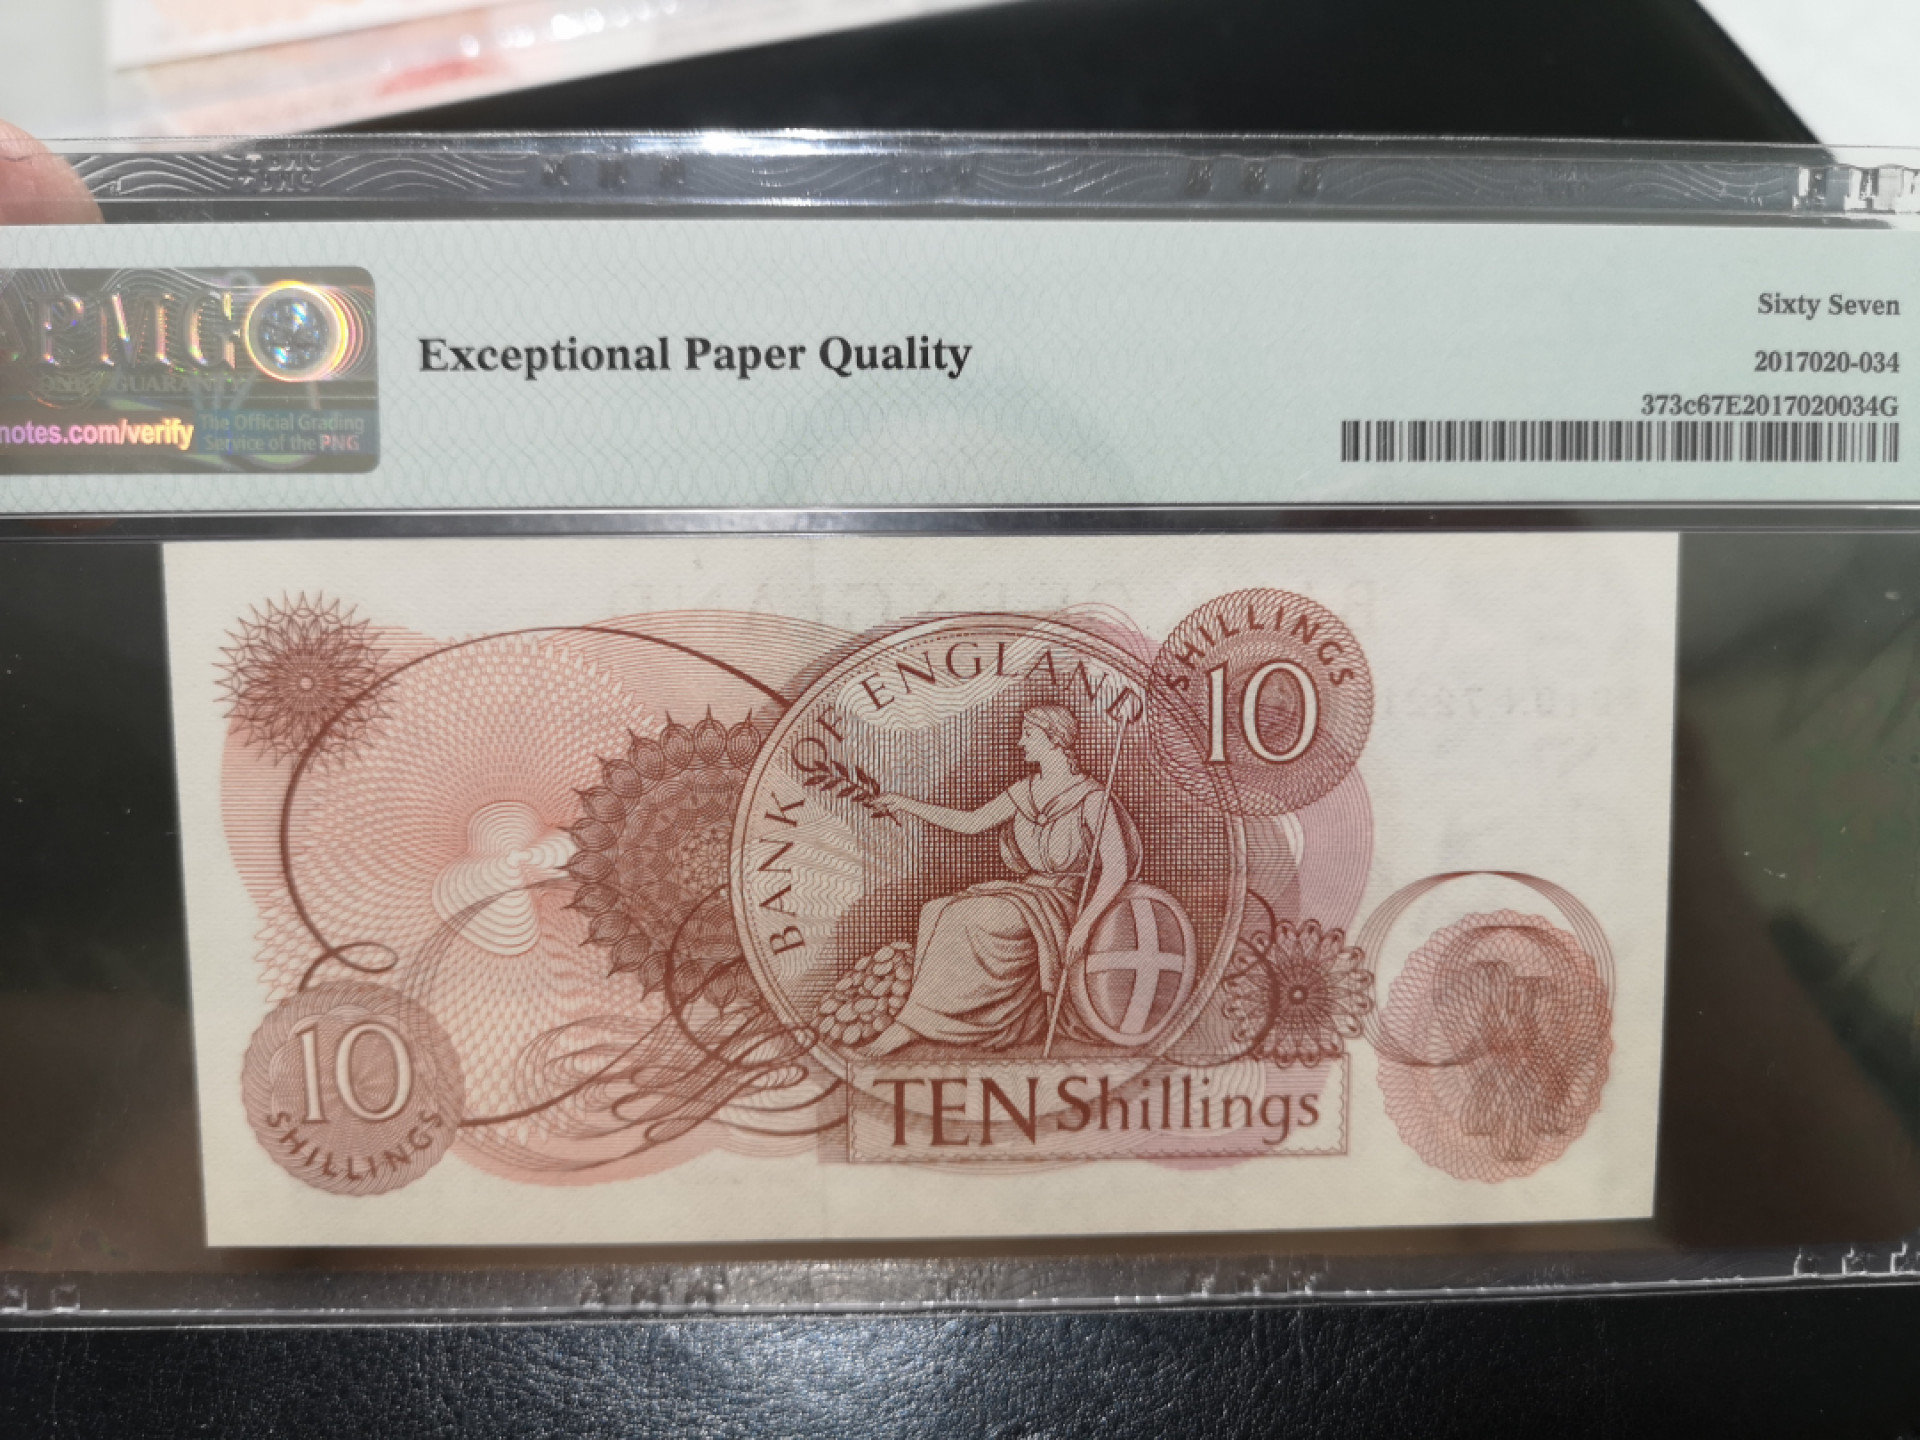 PMG
Exceptional Paper Quality
Sixty Seven
2017020-034
373c67E2017020034G
notes.com/verify
The Official Grading
Service of the PNG
BANK OF ENGLAND
SHILLINGS
10
10
SHILLINGS
TEN Shillings